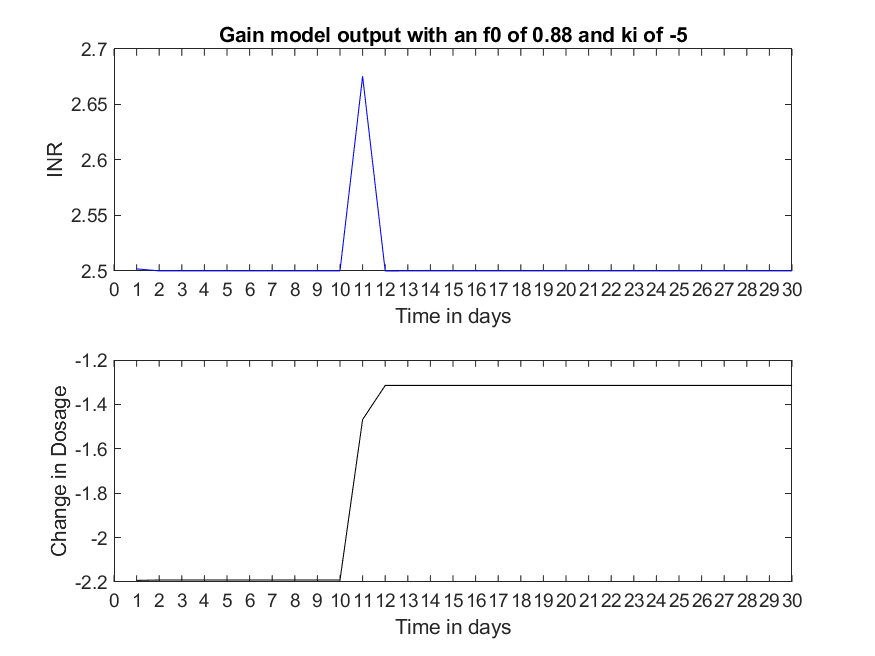 Gain model output with an f0 of 0.88 and ki of -5
2.7
2.65
2.6
2.55
2.5
INR
0 1 2 3 4 5 6 7 8 9 10 11 12 13 14 15 16 17 18 19 20 21 22 23 24 25 26 27 28 29 30
Time in days
-1.2
-1.4
-1.6
-1.8
-2
-2.2
Change in Dosage
0 1 2 3 4 5 6 7 8 9 10 11 12 13 14 15 16 17 18 19 20 21 22 23 24 25 26 27 28 29 30
Time in days